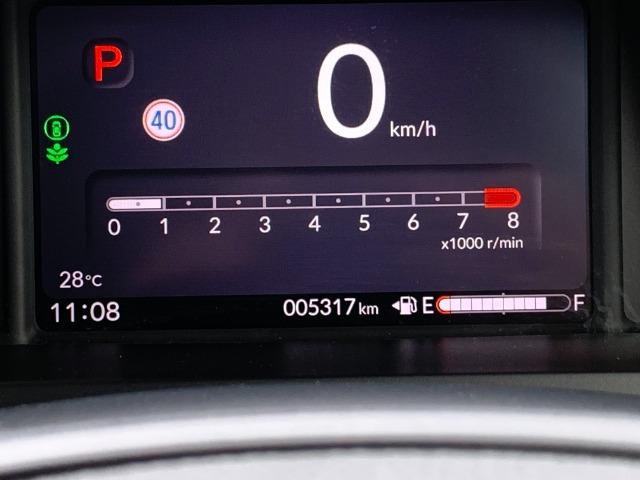 P
40
0 km/h
0 1 2 3 4 5 6 7 8
x1000 r/min
28°C
11:08 005317 km E F